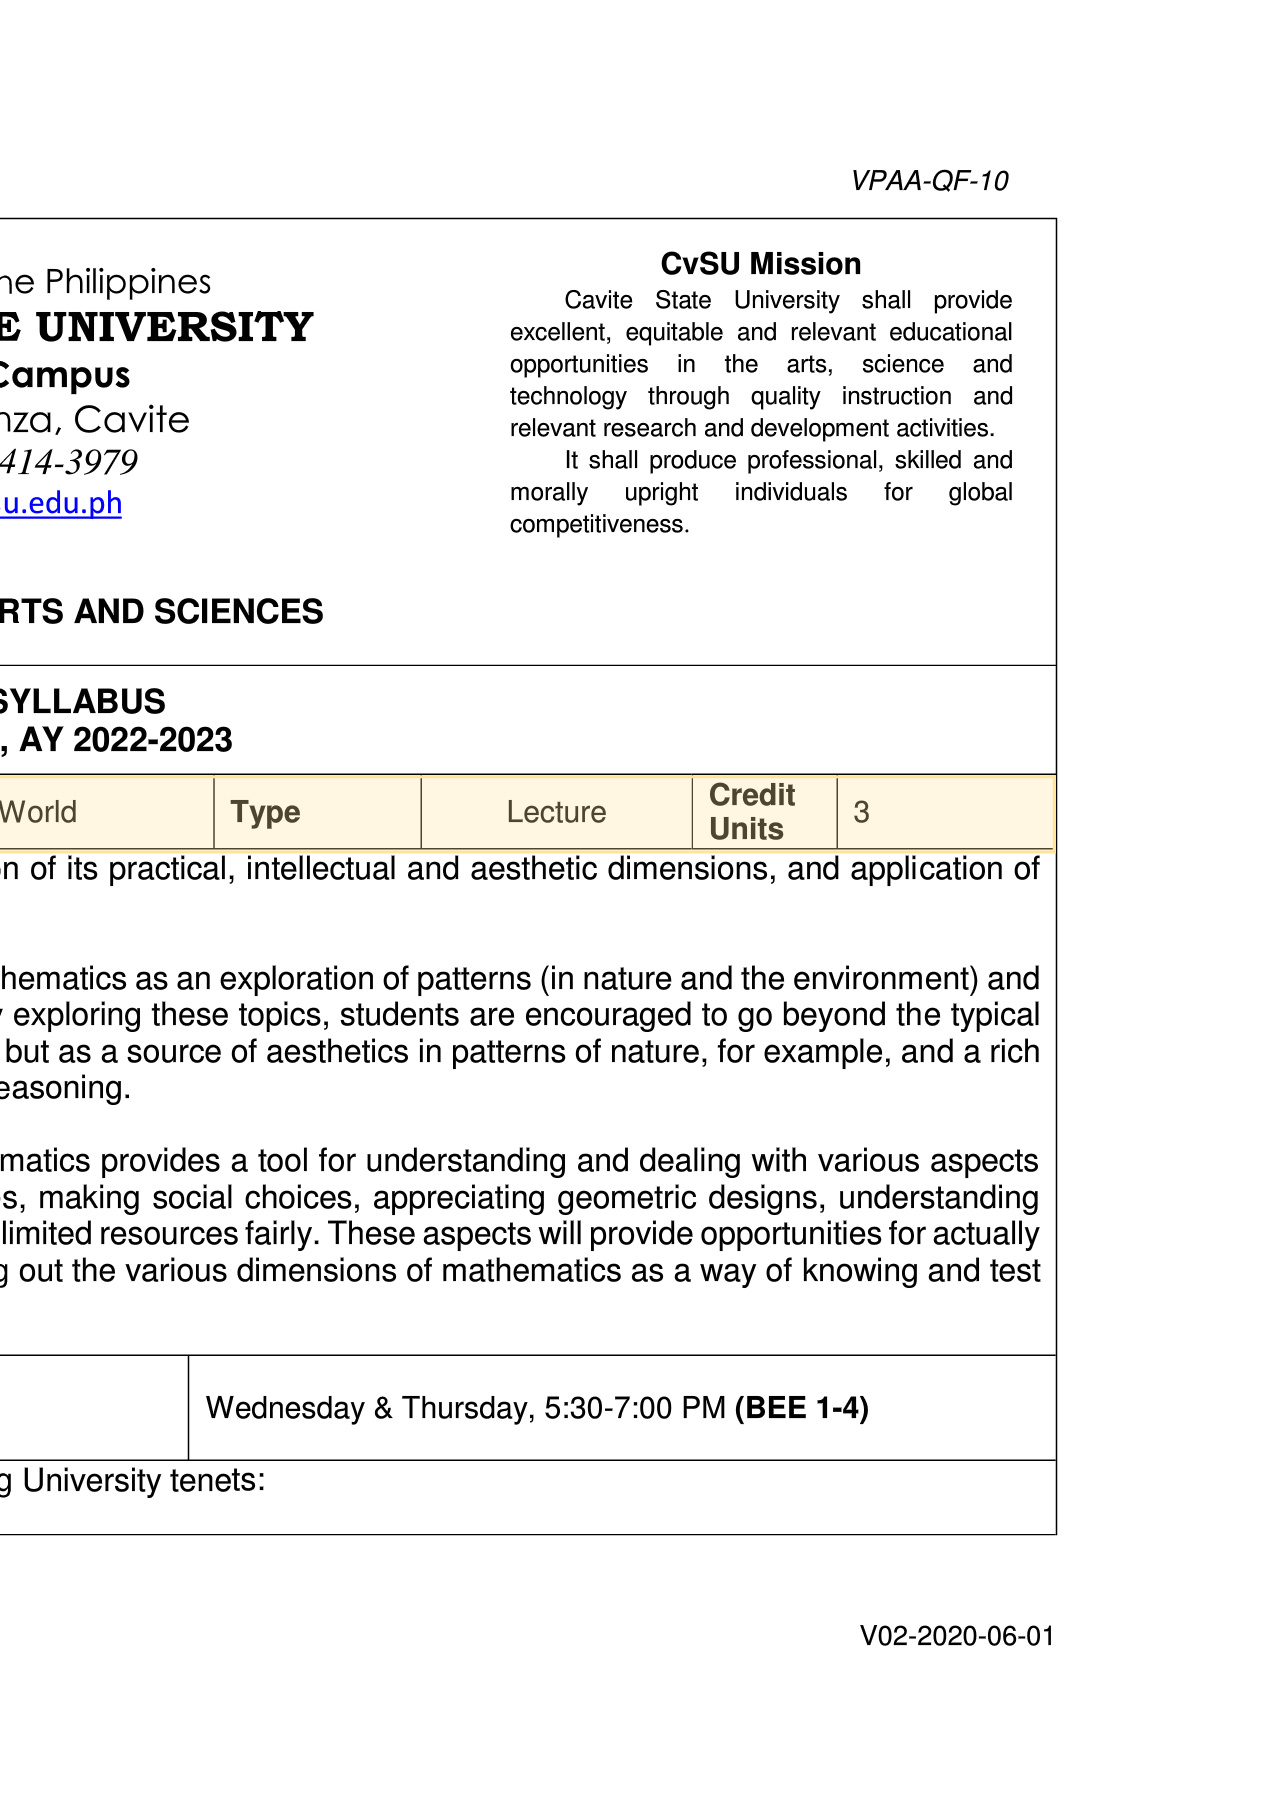 VPAA-QF-10
ne Philippines
E UNIVERSITY
Campus
nza, Cavite
414-3979
su.edu.ph
CvSU Mission
Cavite State University shall provide
excellent, equitable and relevant educational
opportunities in the arts, science and
technology through quality instruction and
relevant research and development activities.
It shall produce professional, skilled and
morally upright individuals for global
competitiveness.
RTS AND SCIENCES
SYLLABUS
, AY 2022-2023
World Type Lecture Credit Units 3
on of its practical, intellectual and aesthetic dimensions, and application of
hematics as an exploration of patterns (in nature and the environment) and
y exploring these topics, students are encouraged to go beyond the typical
but as a source of aesthetics in patterns of nature, for example, and a rich
easoning.
matics provides a tool for understanding and dealing with various aspects
es, making social choices, appreciating geometric designs, understanding
limited resources fairly. These aspects will provide opportunities for actually
g out the various dimensions of mathematics as a way of knowing and test
Wednesday & Thursday, 5:30-7:00 PM (BEE 1-4)
g University tenets:
V02-2020-06-01